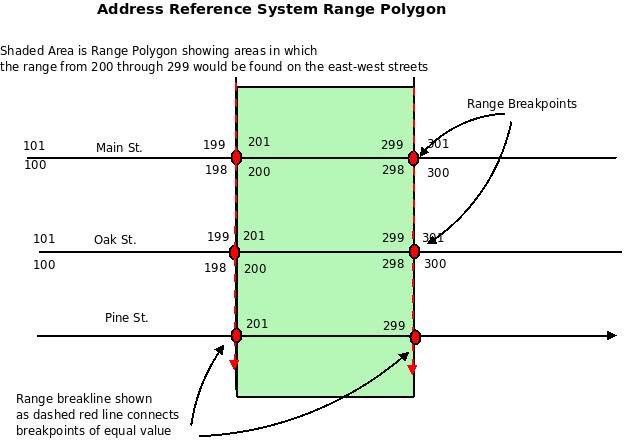 Address Reference System Range Polygon
Shaded Area is Range Polygon showing areas in which
the range from 200 through 299 would be found on the east-west streets
Range Breakpoints
101 Main St. 199 201 299 301
100 198 200 298 300
101 Oak St. 199 201 299 301
100 198 200 298 300
Pine St. 201 299
Range breakline shown
as dashed red line connects
breakpoints of equal value